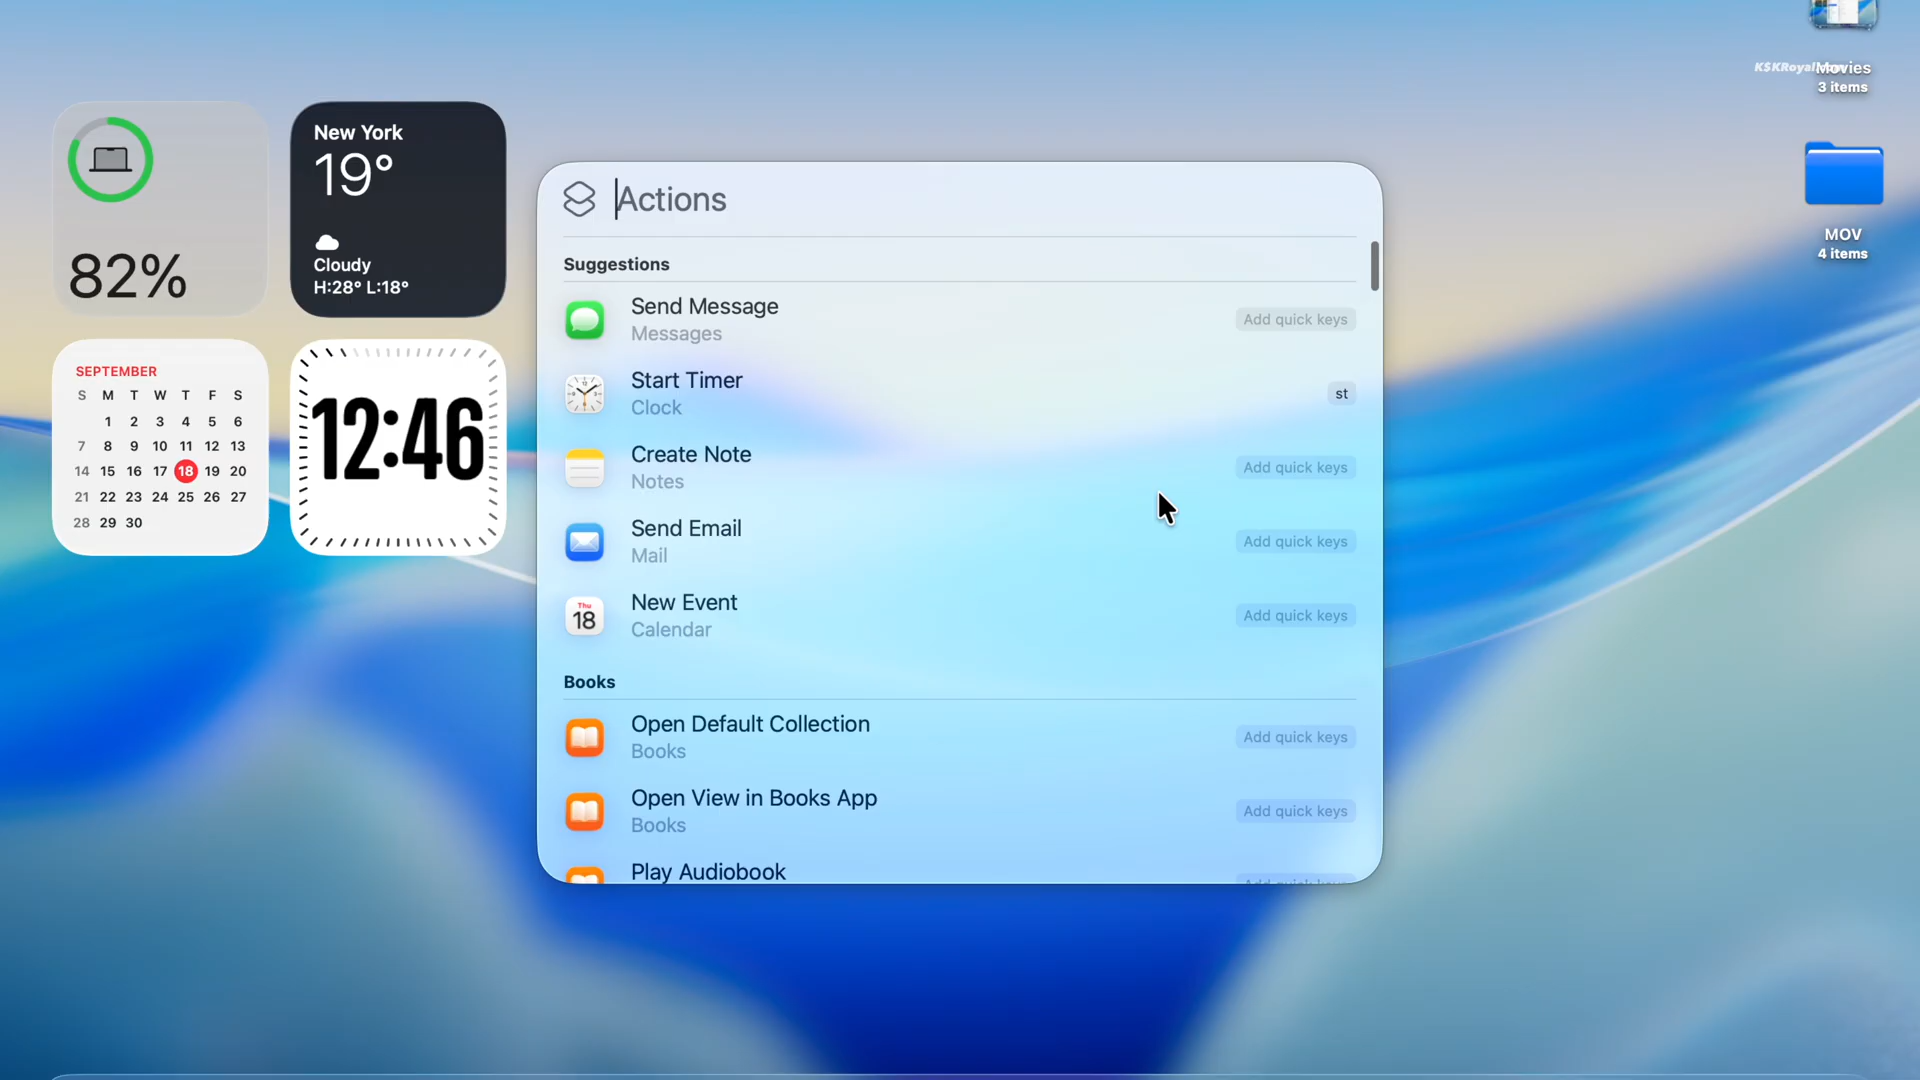 82%
New York
19°
Cloudy
H:28° L:18°
SEPTEMBER
S M T W T F S
1 2 3 4 5 6
7 8 9 10 11 12 13
14 15 16 17 18 19 20
21 22 23 24 25 26 27
28 29 30
12:46
Actions
Suggestions
Send Message
Messages
Add quick keys
Start Timer
Clock
st
Create Note
Notes
Add quick keys
Send Email
Mail
Add quick keys
Thu
18
New Event
Calendar
Add quick keys
Books
Open Default Collection
Books
Add quick keys
Open View in Books App
Books
Add quick keys
Play Audiobook
Add quick keys
Movies
3 items
MOV
4 items